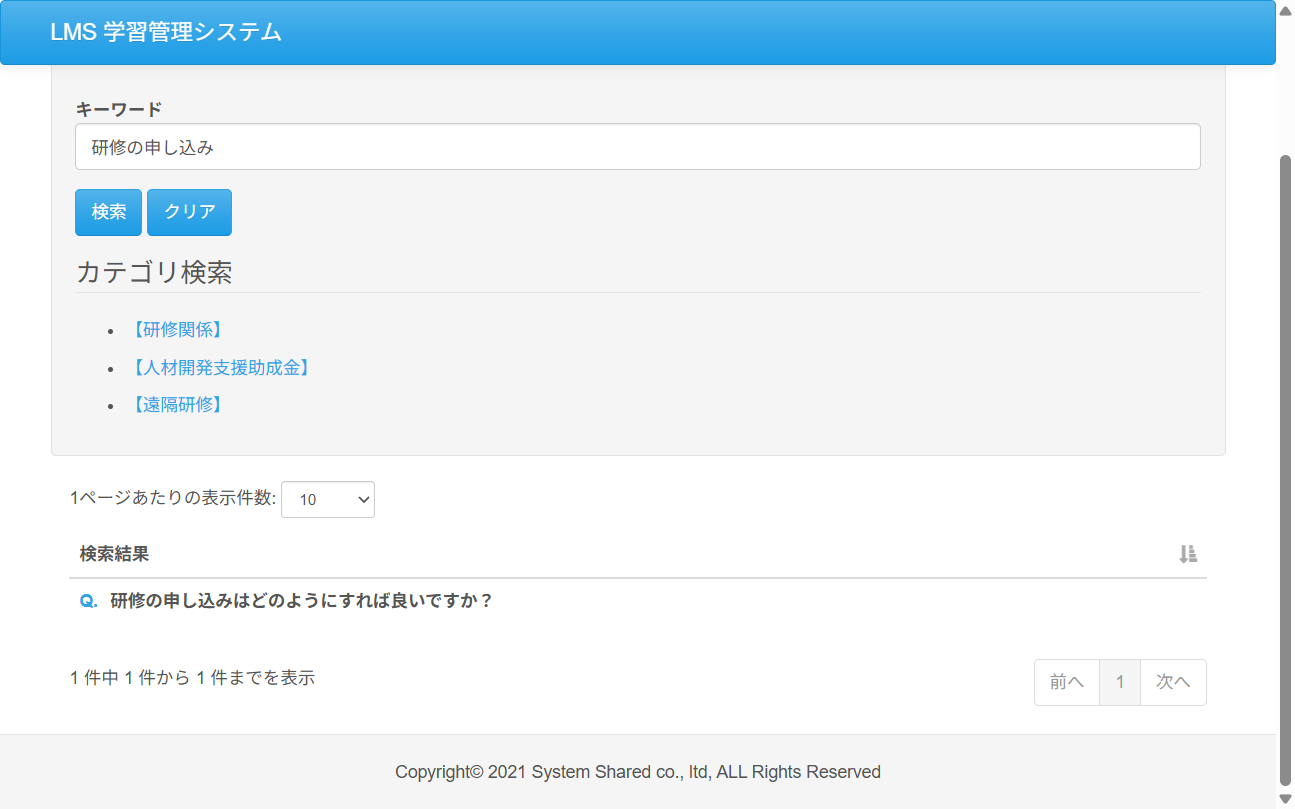 LMS 学習管理システム
キーワード
研修の申し込み
検索 クリア
カテゴリ検索
【研修関係】
【人材開発支援助成金】
【遠隔研修】
1ページあたりの表示件数: 10
検索結果
Q. 研修の申し込みはどのようにすれば良いですか？
1 件中 1 件から 1 件までを表示
前へ 1 次へ
Copyright© 2021 System Shared co., ltd, ALL Rights Reserved